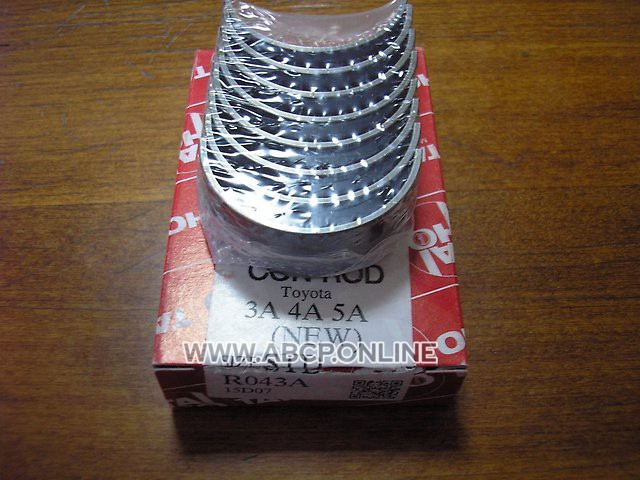 CON-ROD
Toyota
3A 4A 5A
(NEW)
WWW.ABCP.ONLINE
STD
R043A
15D07